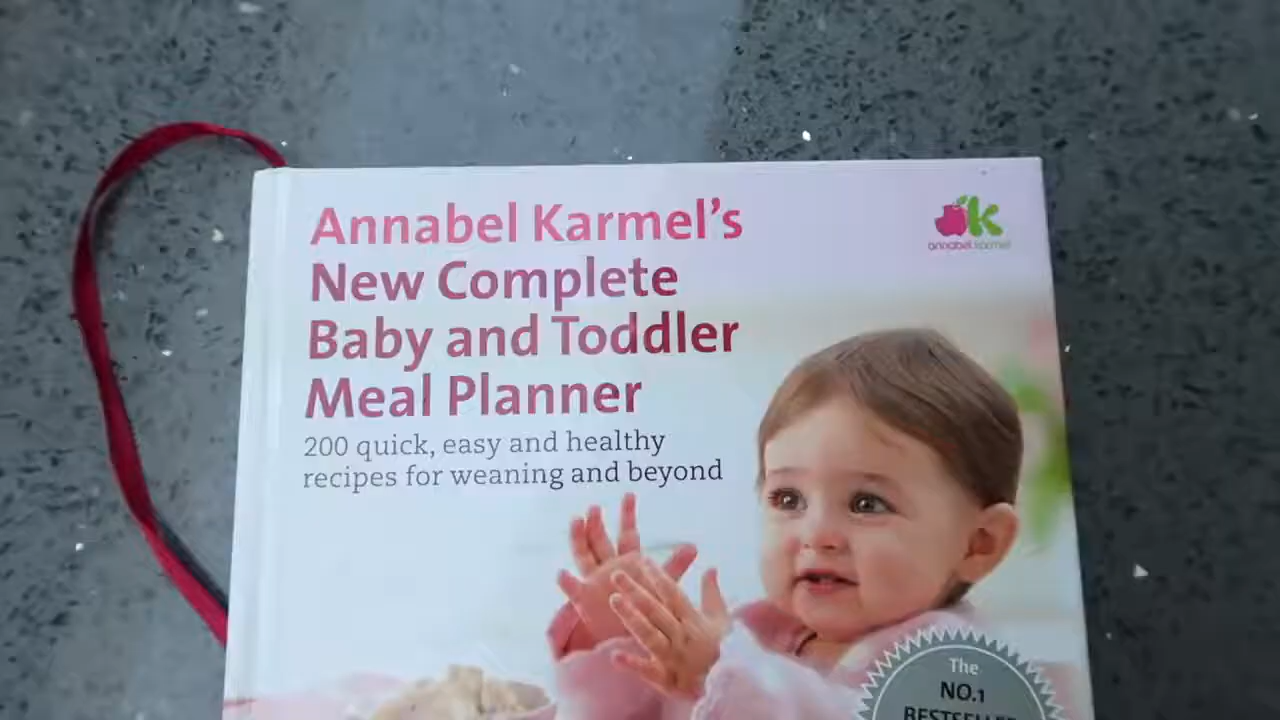 Annabel Karmel's
New Complete
Baby and Toddler
Meal Planner
200 quick, easy and healthy
recipes for weaning and beyond
annabel karmel
The
NO.1
BESTSELLER